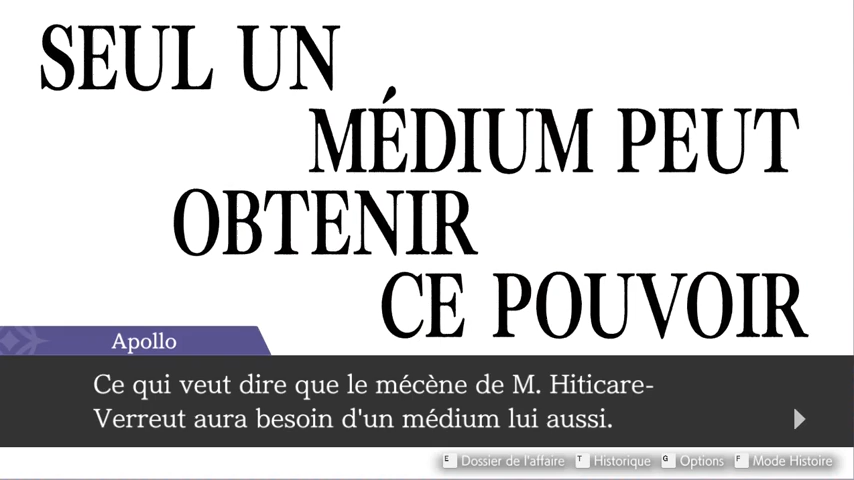 SEUL UN
MÉDIUM PEUT
OBTENIR
CE POUVOIR
Apollo
Ce qui veut dire que le mécène de M. Hiticare-
Verreut aura besoin d'un médium lui aussi.
E Dossier de l'affaire T Historique G Options F Mode Histoire